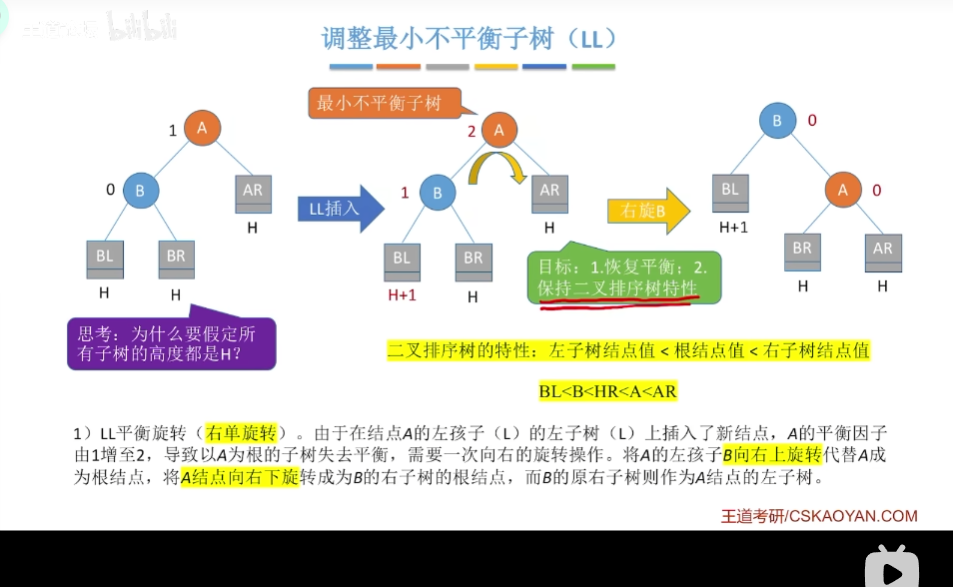 bilibili
调整最小不平衡子树（LL）
最小不平衡子树
1 A
0 B
AR
H
BL
BR
H
H
LL插入
2 A
1 B
AR
H
BL
BR
H+1
H
右旋B
B 0
BL
H+1
A 0
BR
AR
H
H
目标：1.恢复平衡；2.
保持二叉排序树特性
思考：为什么要假定所
有子树的高度都是H？
二叉排序树的特性：左子树结点值 < 根结点值 < 右子树结点值
BL<B<HR<A<AR
1）LL平衡旋转（右单旋转）。由于在结点A的左孩子（L）的左子树（L）上插入了新结点，A的平衡因子
由1增至2，导致以A为根的子树失去平衡，需要一次向右的旋转操作。将A的左孩子B向右上旋转代替A成
为根结点，将A结点向右下旋转成为B的右子树的根结点，而B的原右子树则作为A结点的左子树。
王道考研/CSKAOYAN.COM